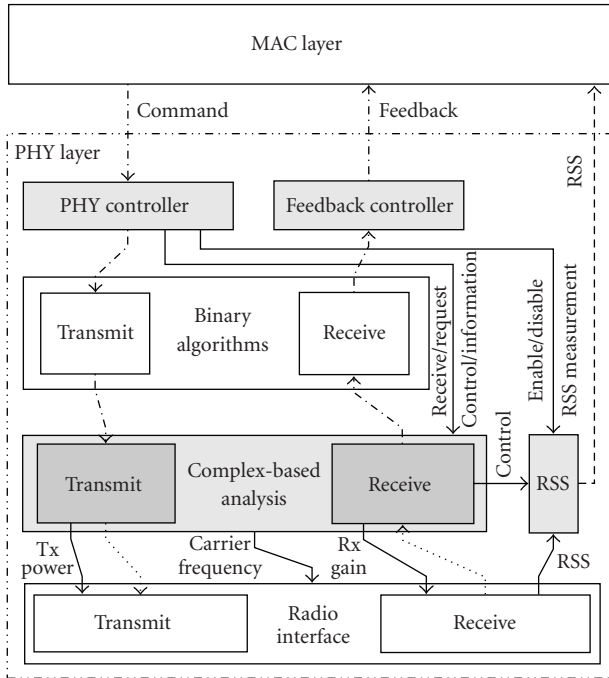 MAC layer
Command
Feedback
PHY layer
RSS
PHY controller
Feedback controller
Transmit
Binary
algorithms
Receive
Receive/request
Control/information
Enable/disable
RSS measurement
Transmit
Complex-based
analysis
Receive
Control
RSS
Tx
power
Carrier
frequency
Rx
gain
RSS
Transmit
Radio
interface
Receive